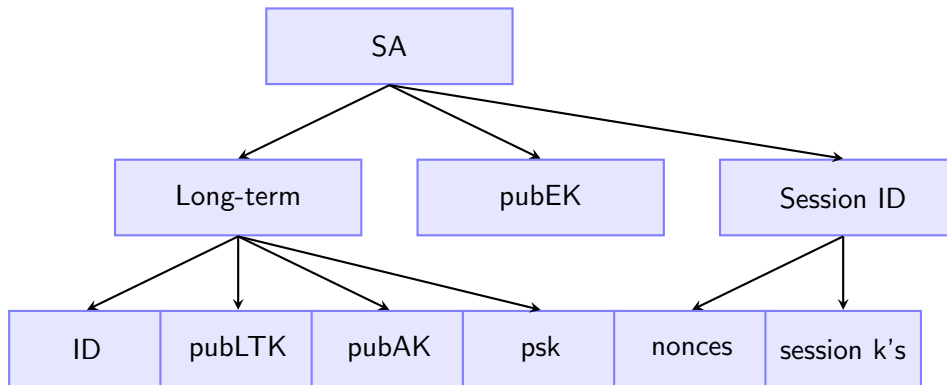 SA
Long-term
pubEK
Session ID
ID
pubLTK
pubAK
psk
nonces
session k's